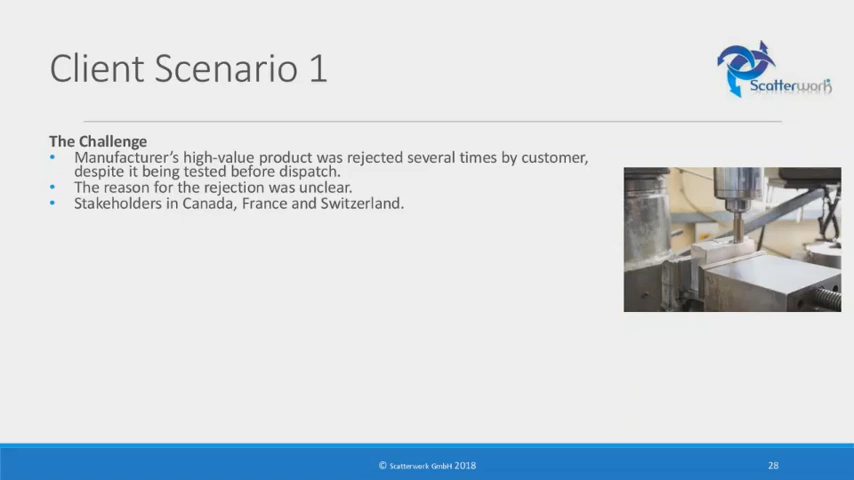 Client Scenario 1
Scatterwork
The Challenge
• Manufacturer’s high-value product was rejected several times by customer,
despite it being tested before dispatch.
• The reason for the rejection was unclear.
• Stakeholders in Canada, France and Switzerland.
© Scatterwork GmbH 2018
28